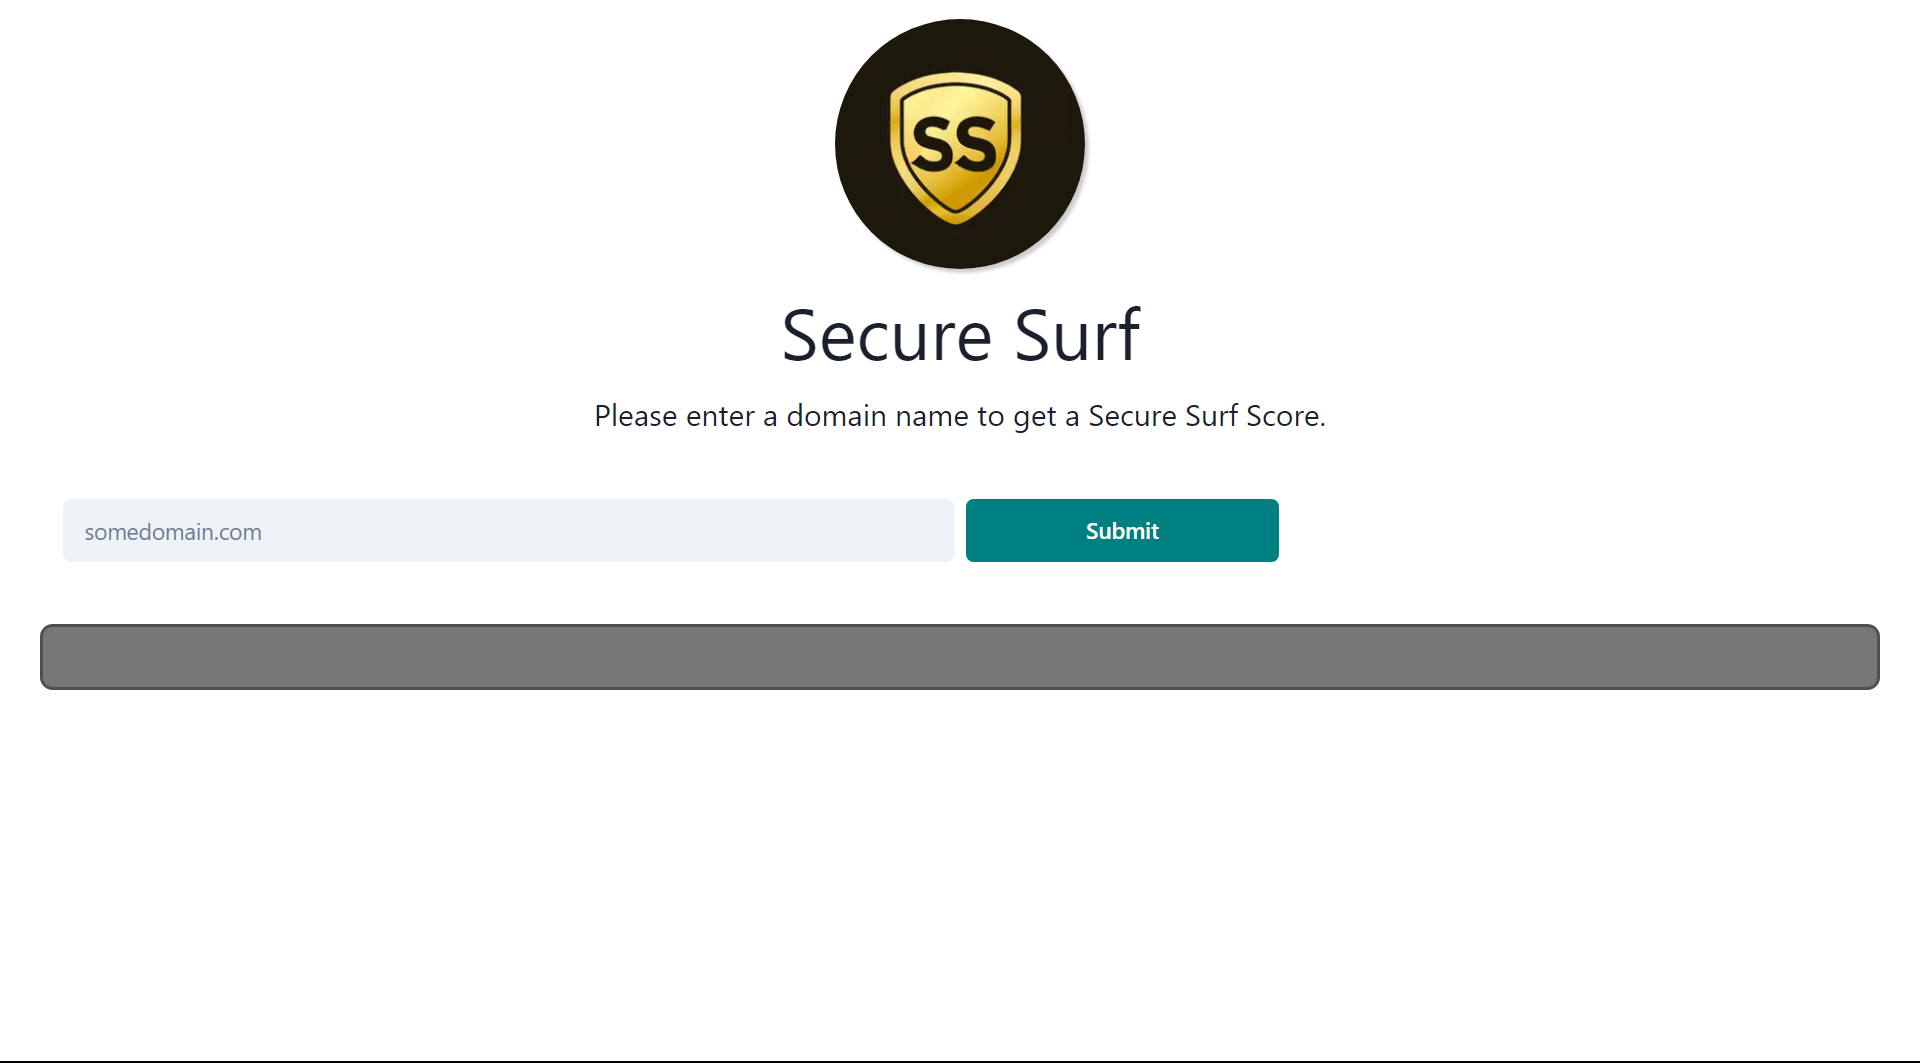 SS
Secure Surf
Please enter a domain name to get a Secure Surf Score.
somedomain.com
Submit